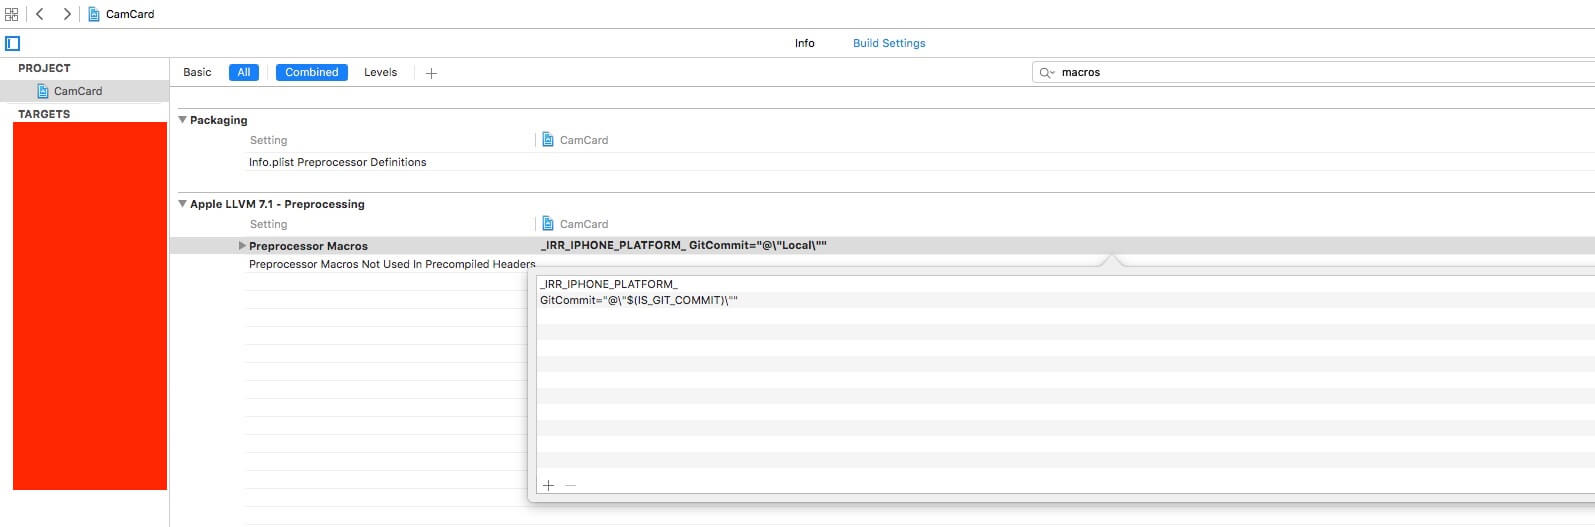 CamCard
Info Build Settings
PROJECT
CamCard
TARGETS
Basic All Combined Levels +
macros
Packaging
Setting CamCard
Info.plist Preprocessor Definitions
Apple LLVM 7.1 - Preprocessing
Setting CamCard
Preprocessor Macros _IRR_IPHONE_PLATFORM_ GitCommit="@\"Local\""
Preprocessor Macros Not Used In Precompiled Headers
_IRR_IPHONE_PLATFORM_
GitCommit="@\"$(IS_GIT_COMMIT)\""